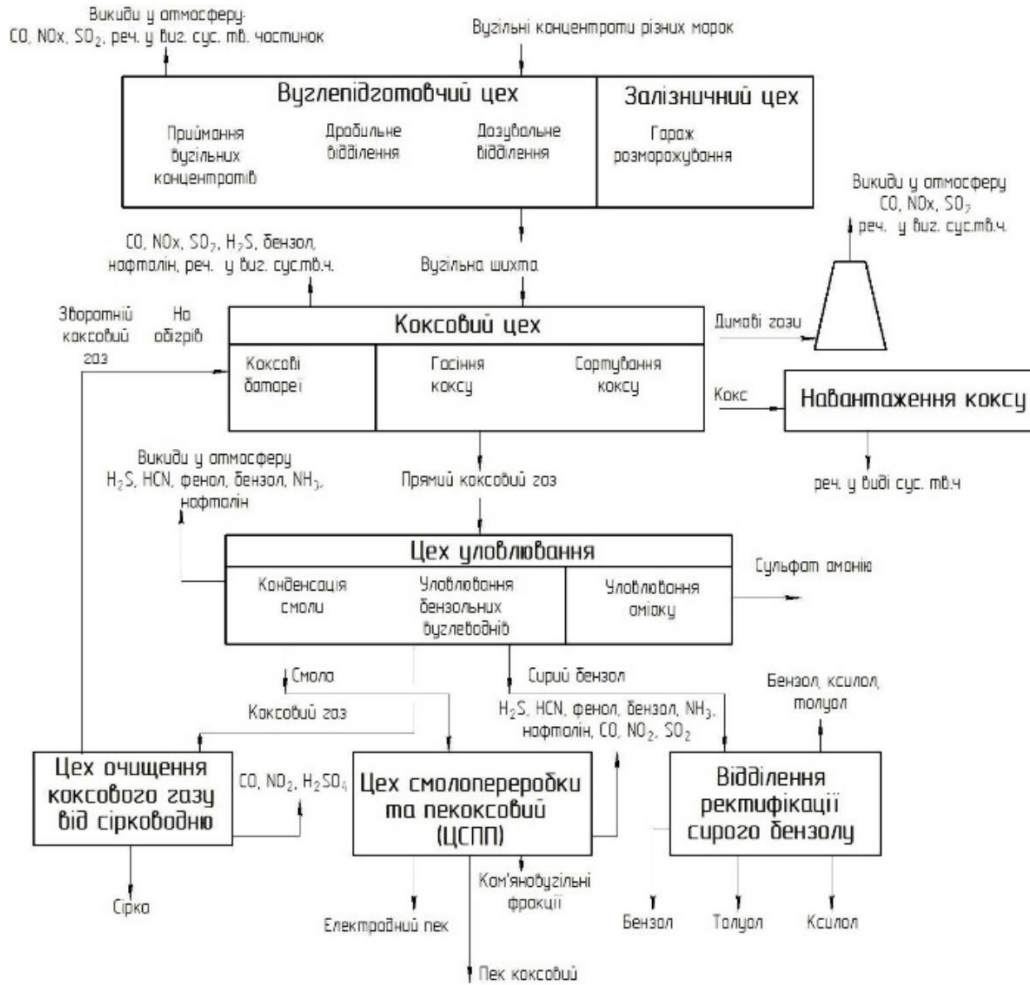 Викиди у атмосферу
CO, NOx, SO₂, реч. у виг. сус. тв. частинок
Вугільні концентрати різних марок
Вуглепідготовчий цех
Залізничний цех
Приймання
вугільних
концентратів
Дробильне
відділення
Дозувальне
відділення
Гараж
розморожування
Викиди у атмосферу
CO, NOx, SO₂
реч. у виг. сус.тв.ч.
CO, NOx, SO₂, H₂S, бензол,
нафталін, реч. у виг. сус.тв.ч.
Вугільна шихта
Зворотній
коксовий
газ
На
обігрів
Коксовий цех
Коксові
батареї
Гасіння
коксу
Сортування
коксу
Димові гази
Кокс
Навантаження коксу
реч. у виді сус. тв.ч
Викиди у атмосферу
H₂S, HCN, фенол, бензол, NH₃,
нафталін
Прямий коксовий газ
Цех уловлювання
Конденсація
смоли
Уловлювання
бензольних
вуглеводнів
Уловлювання
аміаку
Сульфат амонію
Смола
Коксовий газ
Сирий бензол
H₂S, HCN, фенол, бензол, NH₃,
нафталін, CO, NO₂, SO₂
Бензол, ксилол,
толуол
Цех очищення
коксового газу
від сірководню
CO, NO₂, H₂SO₄
Цех смолопереробки
та пекококсовий
(ЦСПП)
Відділення
ректифікації
сирого бензолу
Сірка
Електродний пек
Кам'яновугільні
фракції
Пек коксовий
Бензол
Толуол
Ксилол